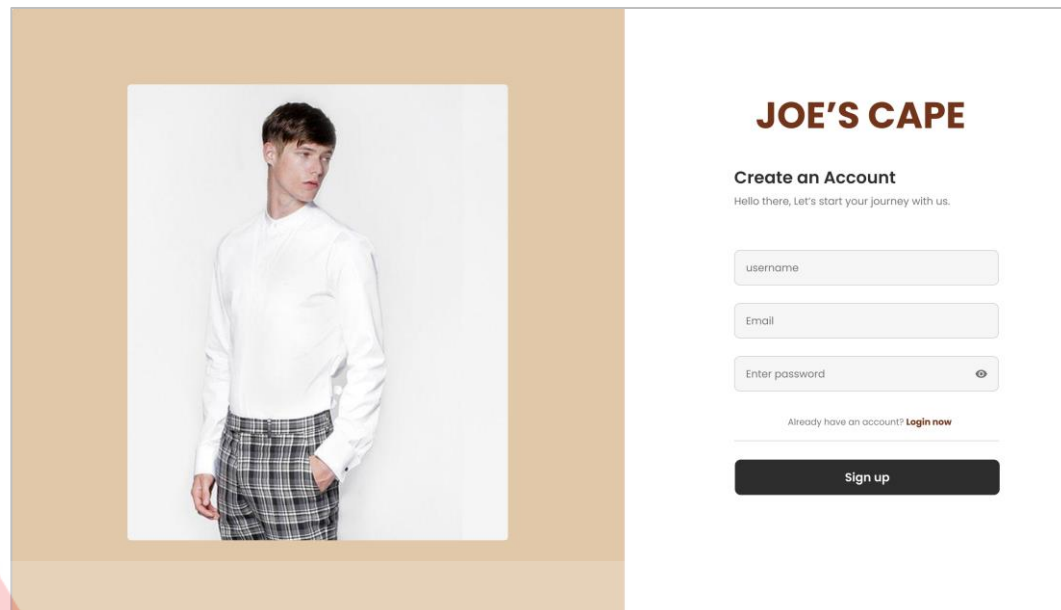 JOE’S CAPE
Create an Account
Hello there, Let’s start your journey with us.
username
Email
Enter password
Already have an account? Login now
Sign up